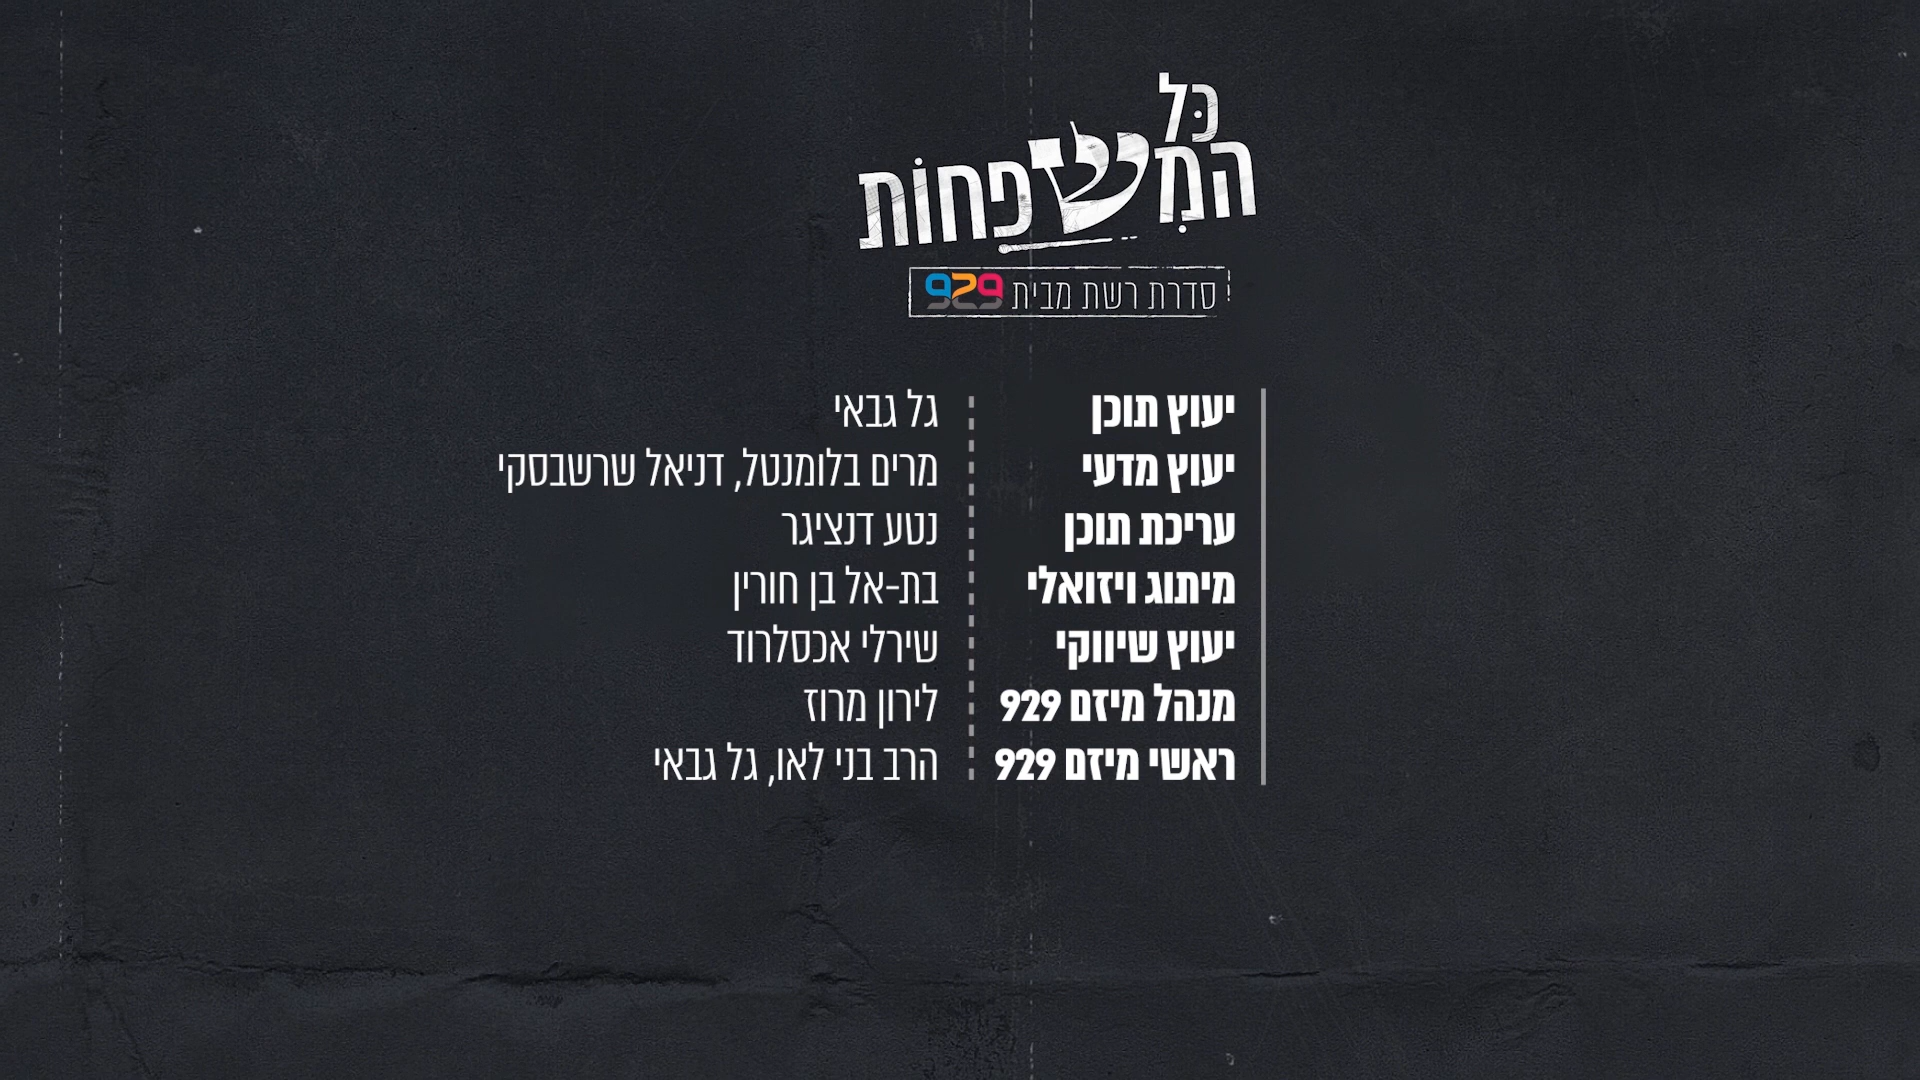 כׇּל
הַמִּשְׁפָּחוֹת
סדרת רשת מבית 929
יעוץ תוכן גל גבאי
יעוץ מדעי מרים בלומנטל, דניאל שרשבסקי
עריכת תוכן נטע דנציגר
מיתוג ויזואלי בת-אל בן חורין
יעוץ שיווקי שירלי אכסלרוד
מנהל מיזם 929 לירון מרוז
ראשי מיזם 929 הרב בני לאו, גל גבאי